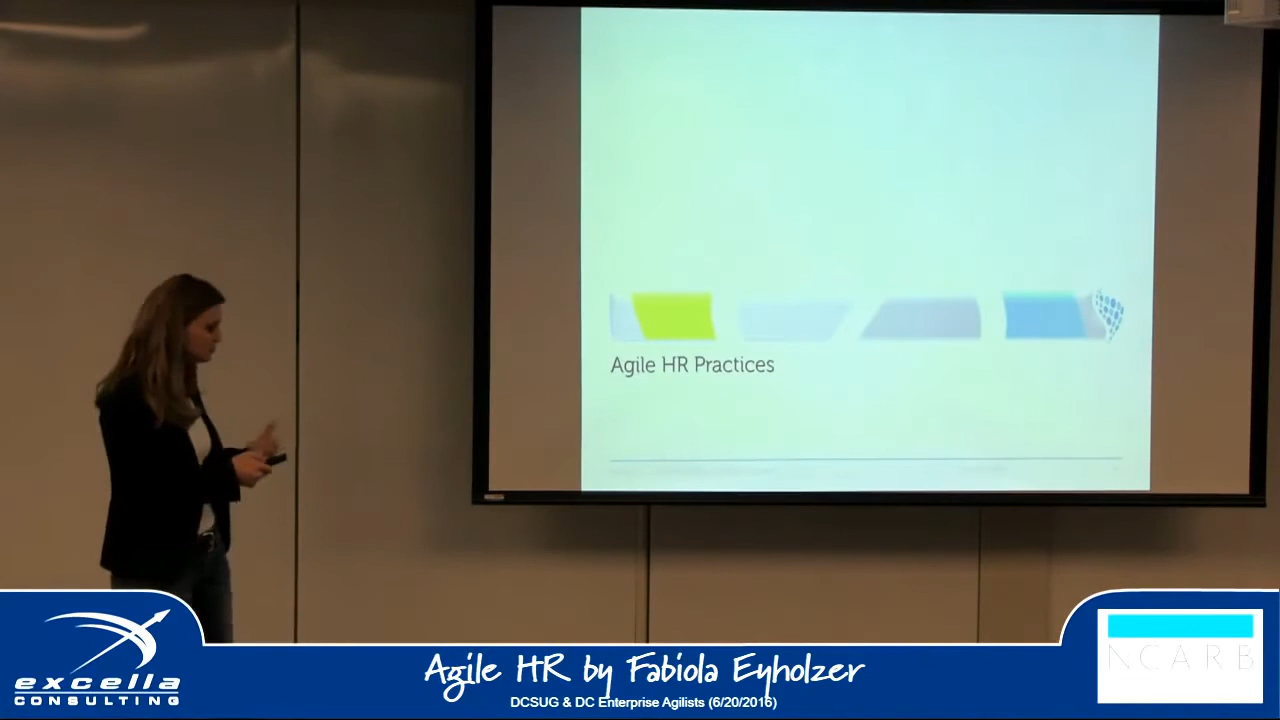 Agile HR Practices
excella
CONSULTING
Agile HR by Fabiola Eyholzer
DCSUG & DC Enterprise Agilists (6/20/2016)
NCARB